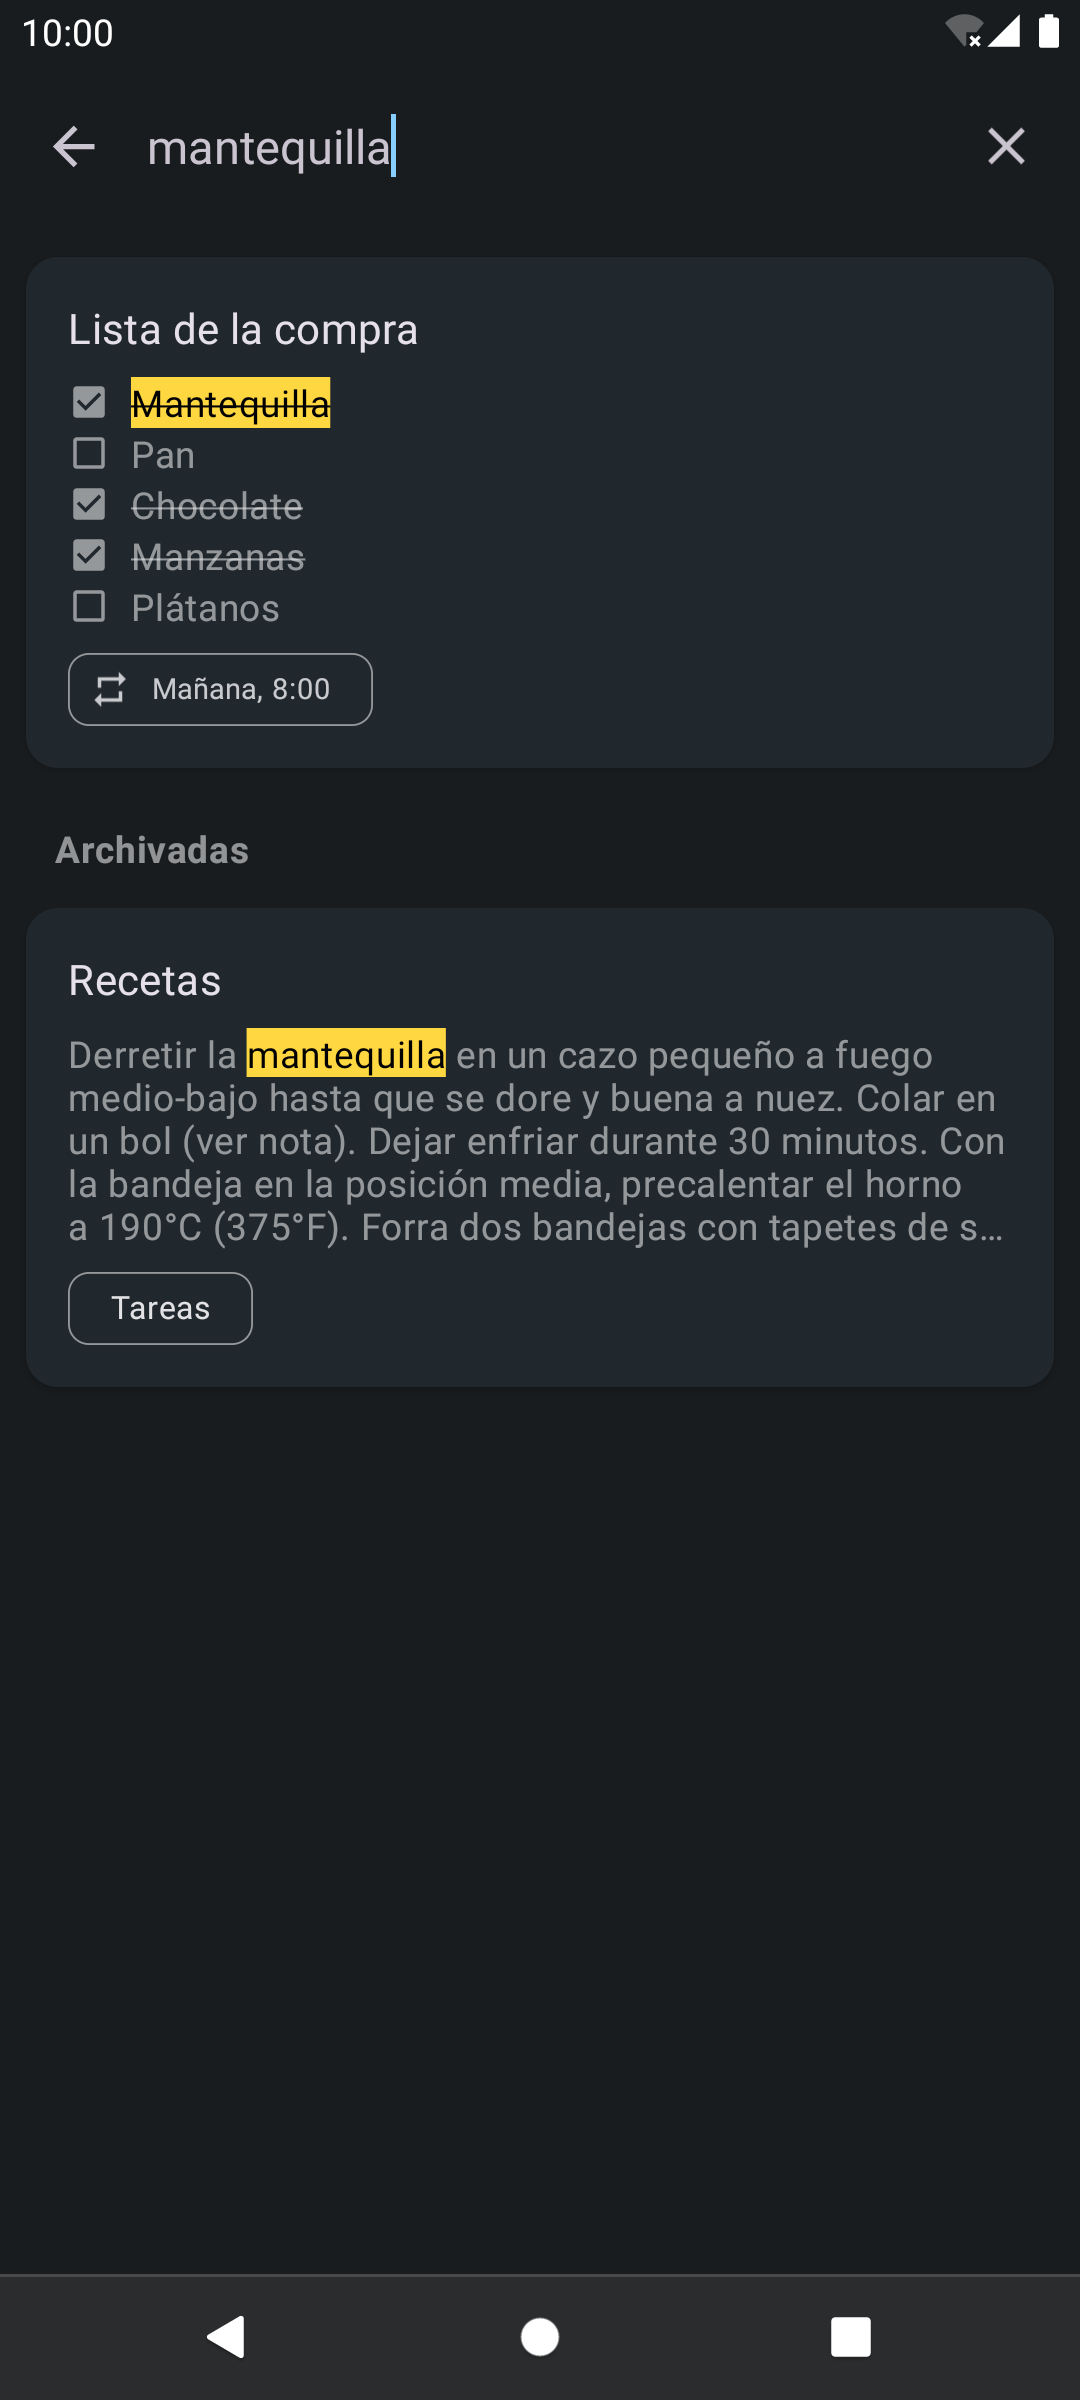 10:00
mantequilla
Lista de la compra
Mantequilla
Pan
Chocolate
Manzanas
Plátanos
Mañana, 8:00
Archivadas
Recetas
Derretir la mantequilla en un cazo pequeño a fuego
medio-bajo hasta que se dore y buena a nuez. Colar en
un bol (ver nota). Dejar enfriar durante 30 minutos. Con
la bandeja en la posición media, precalentar el horno
a 190°C (375°F). Forra dos bandejas con tapetes de s…
Tareas